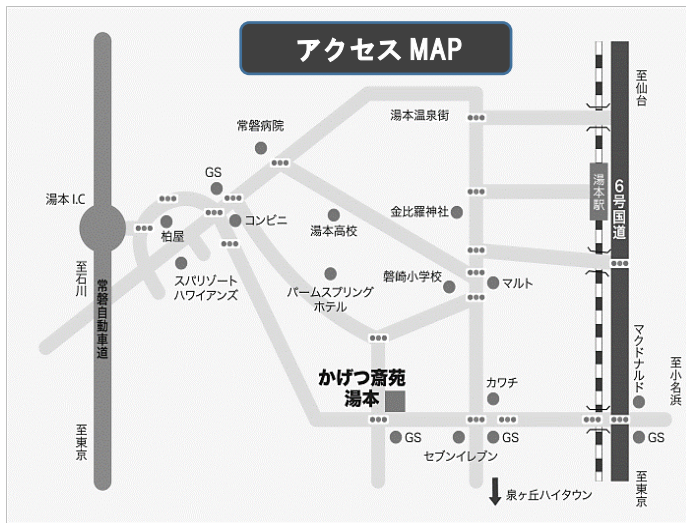 アクセス MAP
至仙台
湯本温泉街
常磐病院
GS
湯本駅
6号国道
湯本 I.C
柏屋
コンビニ
湯本高校
金比羅神社
至石川
常磐自動車道
スパリゾート
ハワイアンズ
パームスプリング
ホテル
磐崎小学校
マルト
マクドナルド
至小名浜
かげつ斎苑
湯本
カワチ
至東京
GS
セブンイレブン
GS
GS
至東京
泉ヶ丘ハイタウン